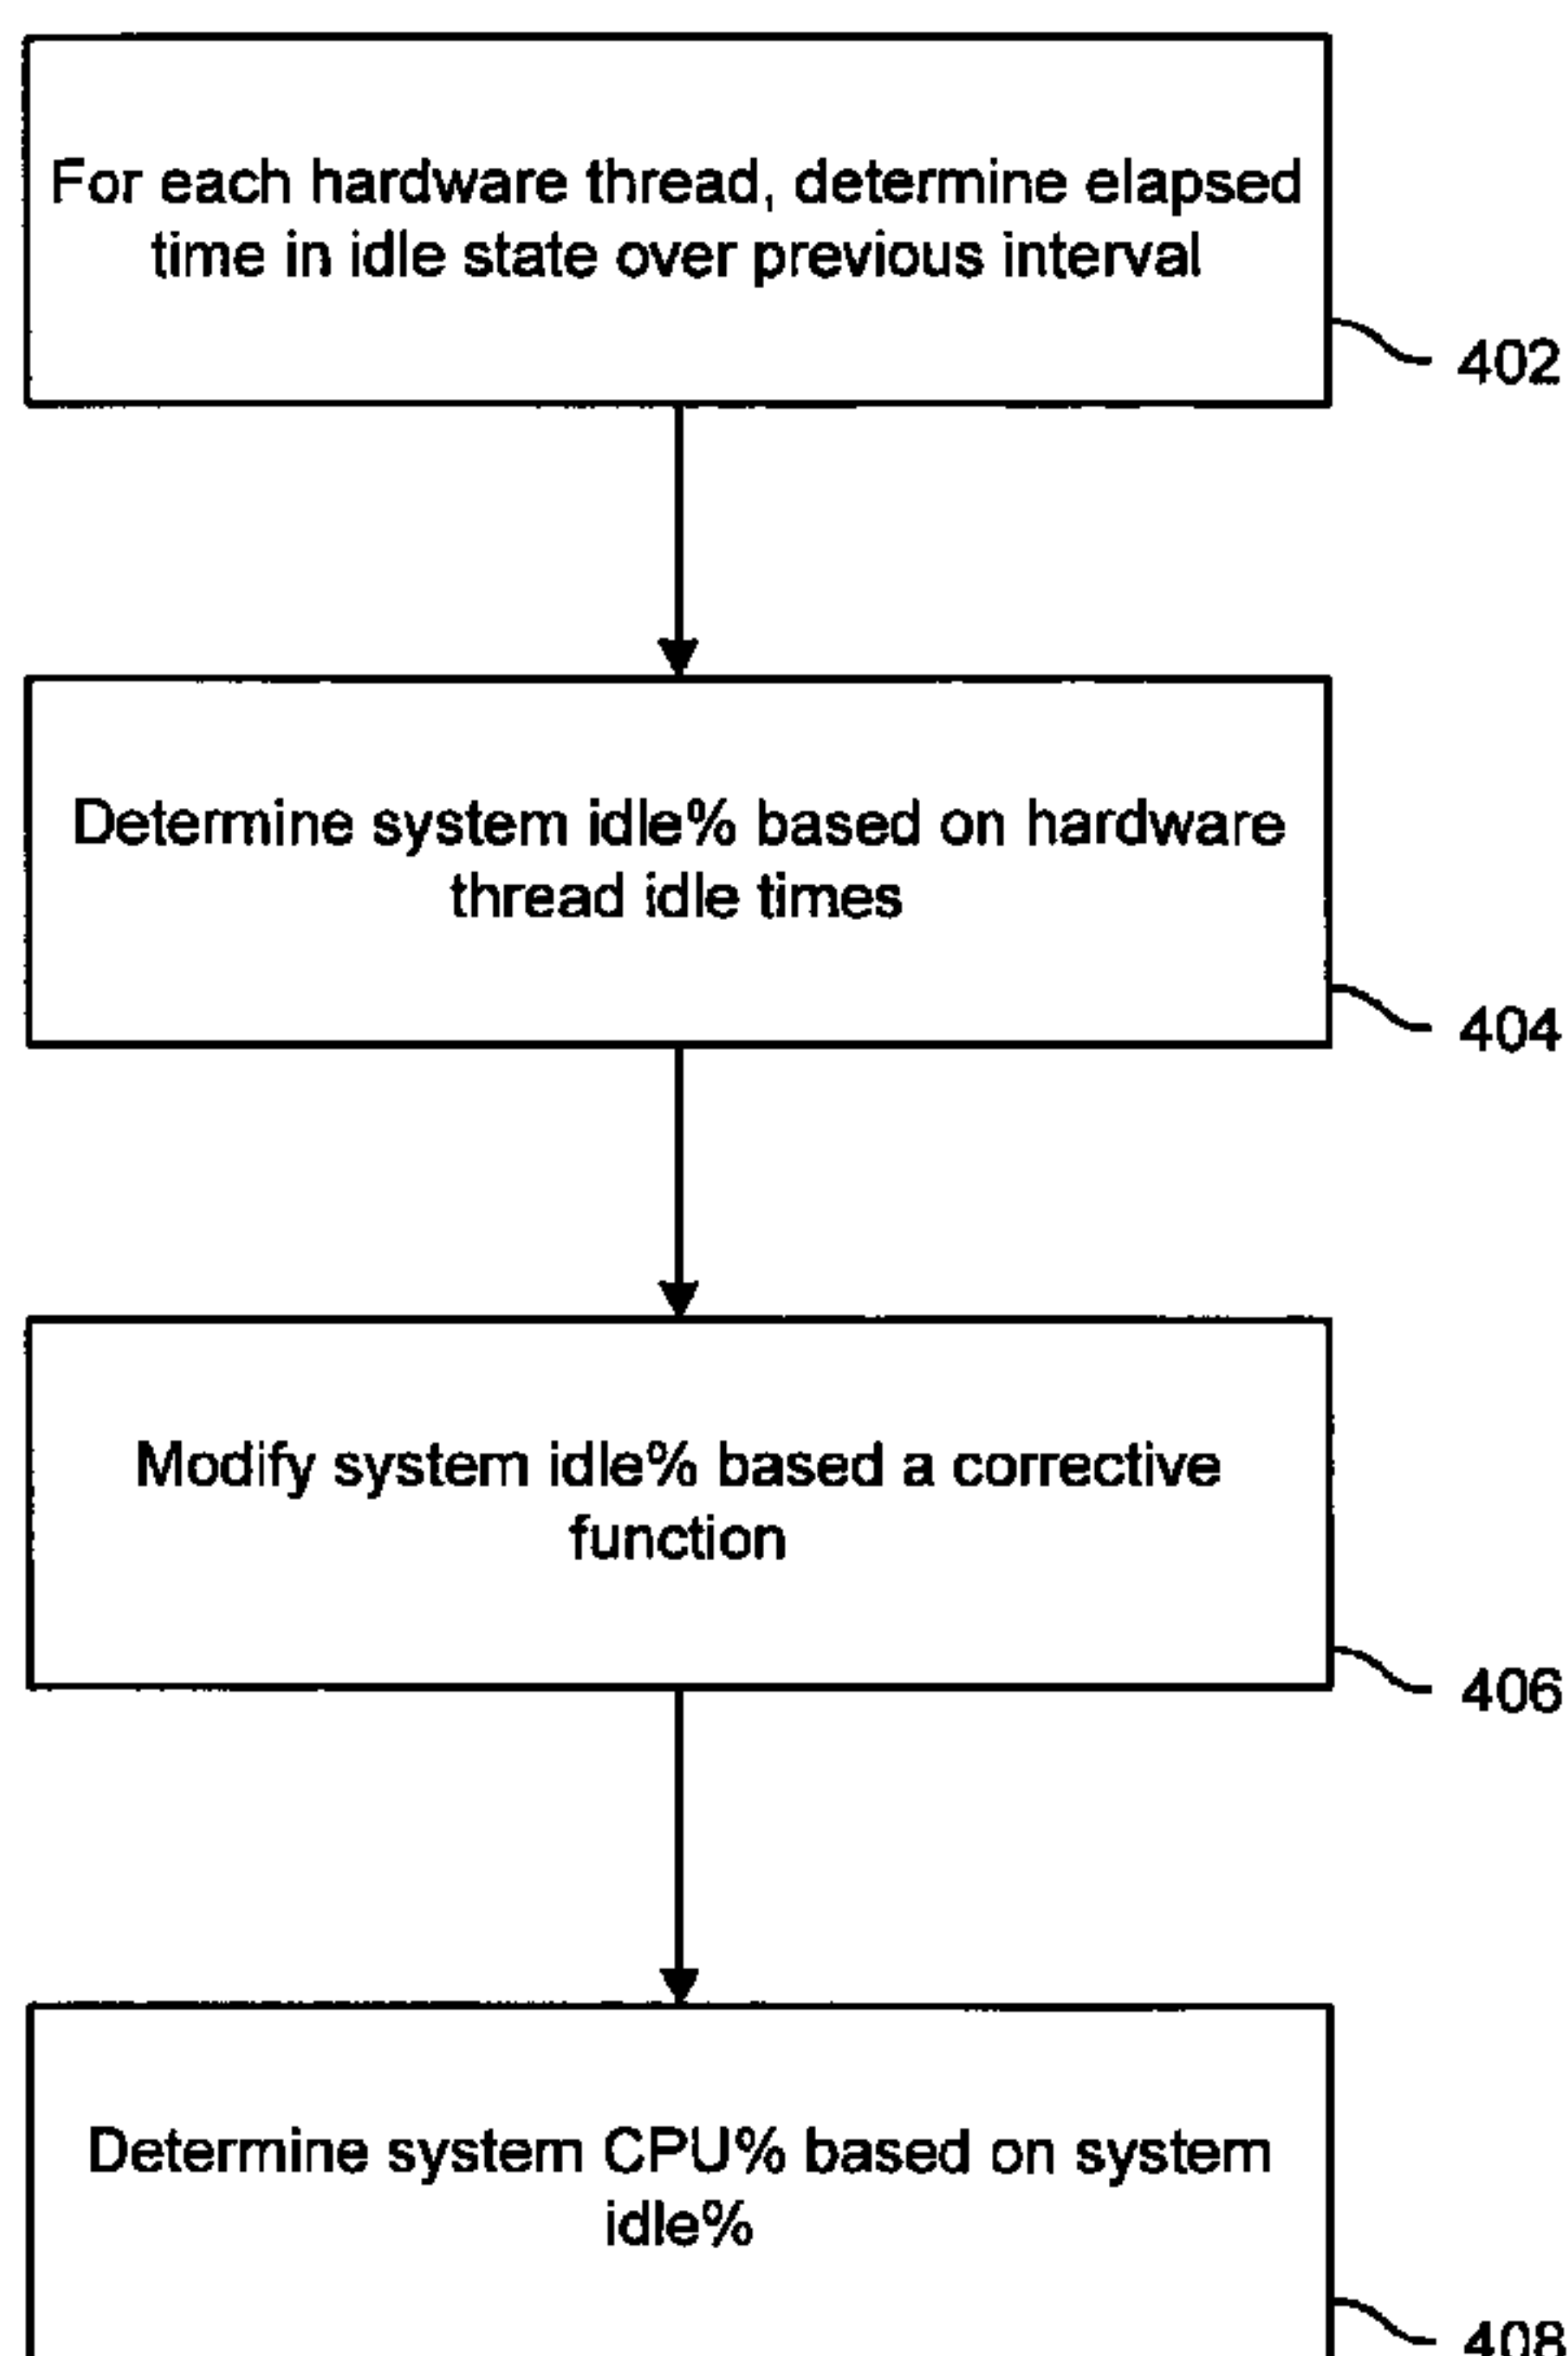 For each hardware thread, determine elapsed
time in idle state over previous interval
402
Determine system idle% based on hardware
thread idle times
404
Modify system idle% based a corrective
function
406
Determine system CPU% based on system
idle%
408